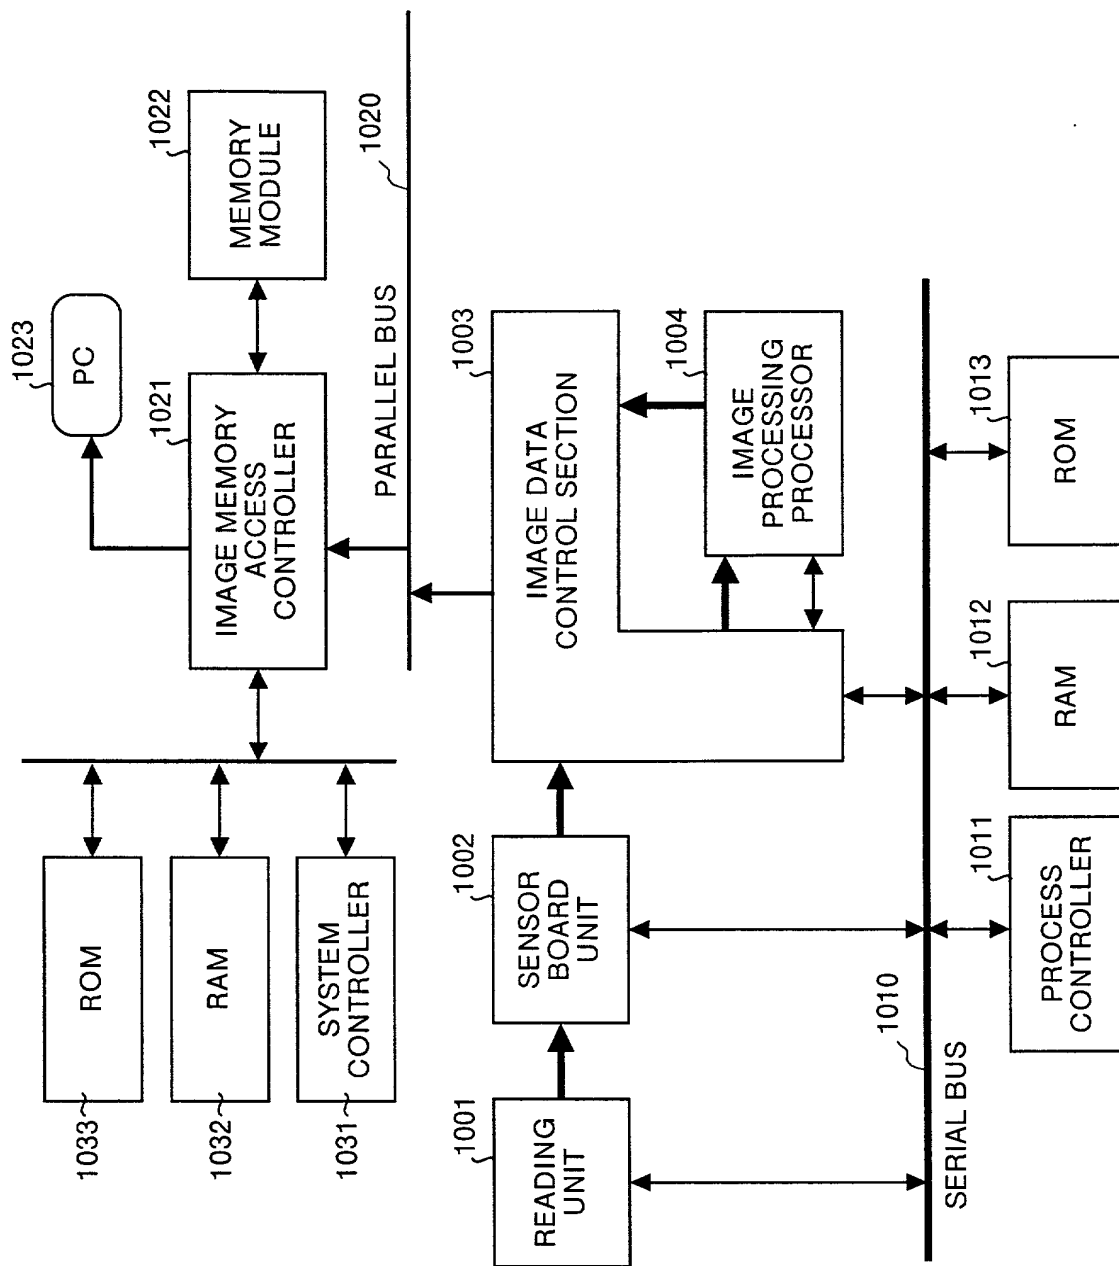 1033
ROM
1032
RAM
1031
SYSTEM
CONTROLLER
1023
PC
1021
IMAGE MEMORY
ACCESS
CONTROLLER
1022
MEMORY
MODULE
PARALLEL BUS
1020
1001
READING
UNIT
1002
SENSOR
BOARD
UNIT
1003
IMAGE DATA
CONTROL SECTION
1004
IMAGE
PROCESSING
PROCESSOR
SERIAL BUS
1010
1011
PROCESS
CONTROLLER
1012
RAM
1013
ROM